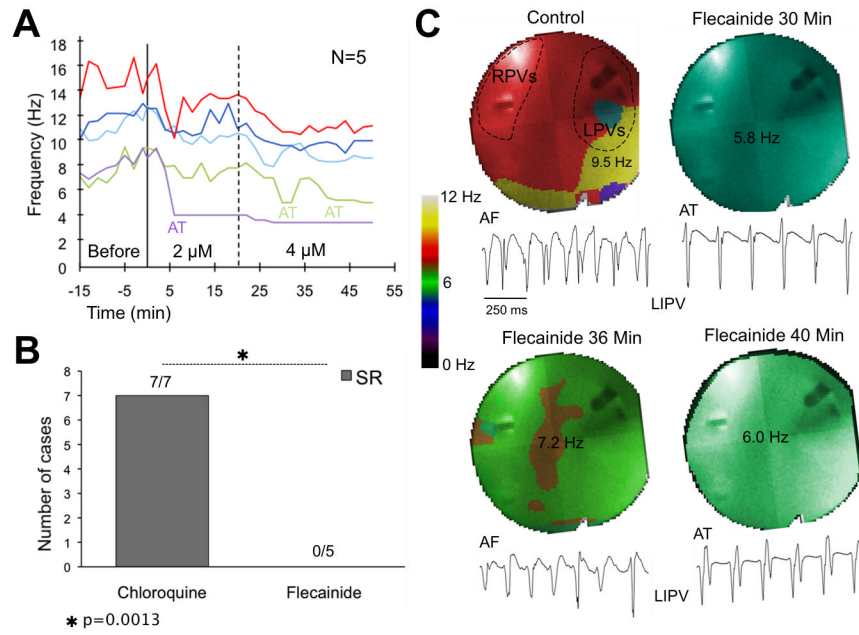 A
Frequency (Hz)
18
16
14
12
10
8
6
4
2
0
N=5
AT
AT
AT
Before
2 µM
4 µM
-15
-5
5
15
25
35
45
55
Time (min)
B
Number of cases
8
7
6
5
4
3
2
1
0
7/7
✱
SR
0/5
Chloroquine
Flecainide
✱ p=0.0013
C
Control
Flecainide 30 Min
RPVs
LPVs
9.5 Hz
5.8 Hz
12 Hz
6
0 Hz
AF
AT
250 ms
LIPV
Flecainide 36 Min
Flecainide 40 Min
7.2 Hz
6.0 Hz
AF
AT
LIPV